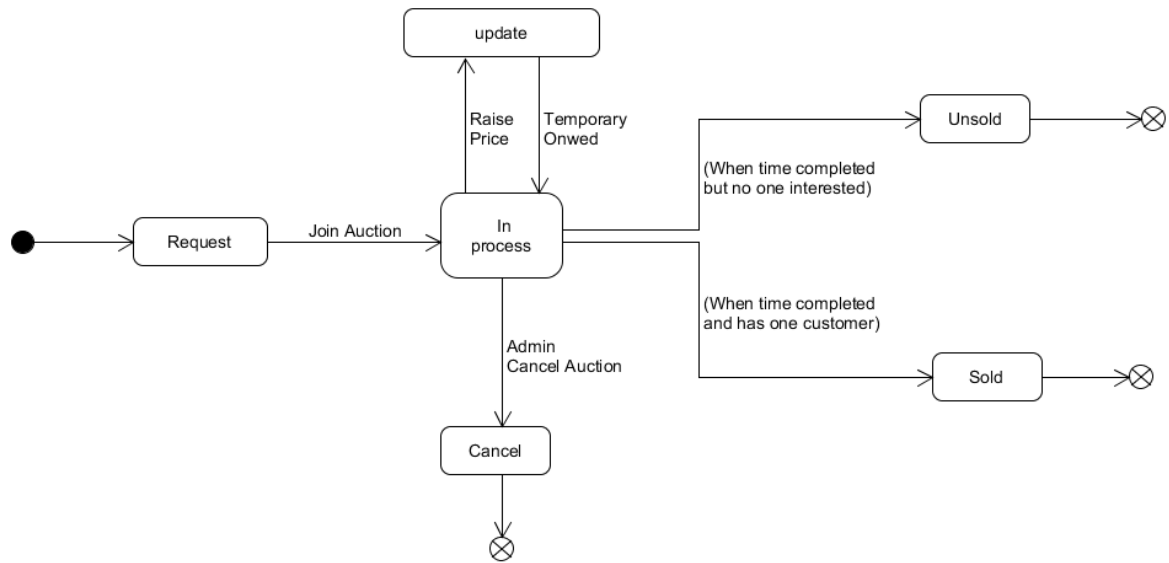 update
Raise
Price
Temporary
Onwed
Unsold
(When time completed
but no one interested)
Request
Join Auction
In
process
(When time completed
and has one customer)
Admin
Cancel Auction
Sold
Cancel